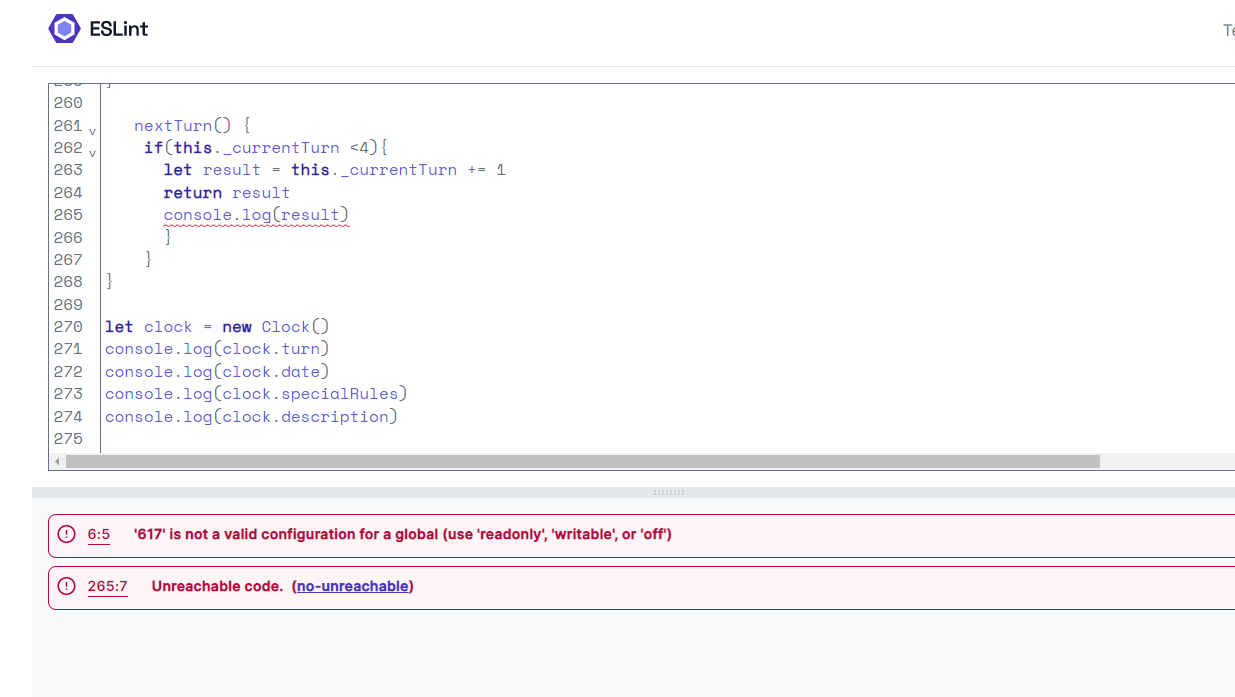 ESLint
Te
260
261 v nextTurn() {
262 v if(this._currentTurn <4){
263 let result = this._currentTurn += 1
264 return result
265 console.log(result)
266 }
267 }
268 }
269
270 let clock = new Clock()
271 console.log(clock.turn)
272 console.log(clock.date)
273 console.log(clock.specialRules)
274 console.log(clock.description)
275
6:5 '617' is not a valid configuration for a global (use 'readonly', 'writable', or 'off')
265:7 Unreachable code. (no-unreachable)